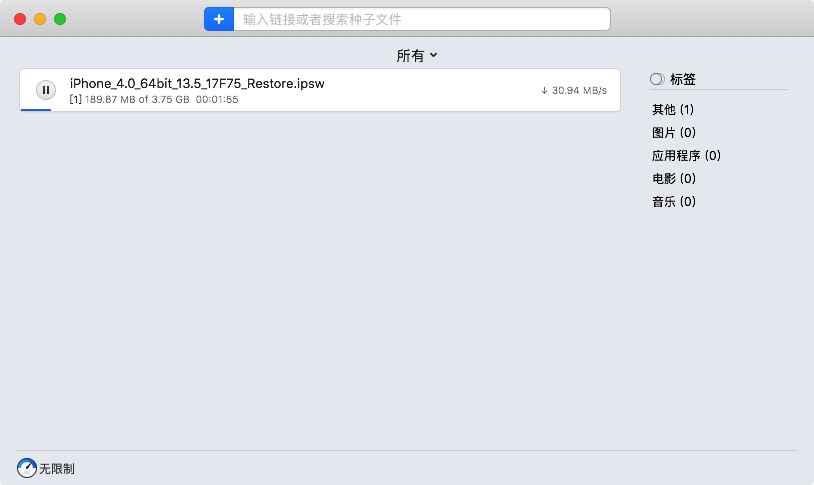 输入链接或者搜索种子文件
所有
iPhone_4.0_64bit_13.5_17F75_Restore.ipsw
[1] 189.87 MB of 3.75 GB 00:01:55
↓ 30.94 MB/s
标签
其他 (1)
图片 (0)
应用程序 (0)
电影 (0)
音乐 (0)
无限制